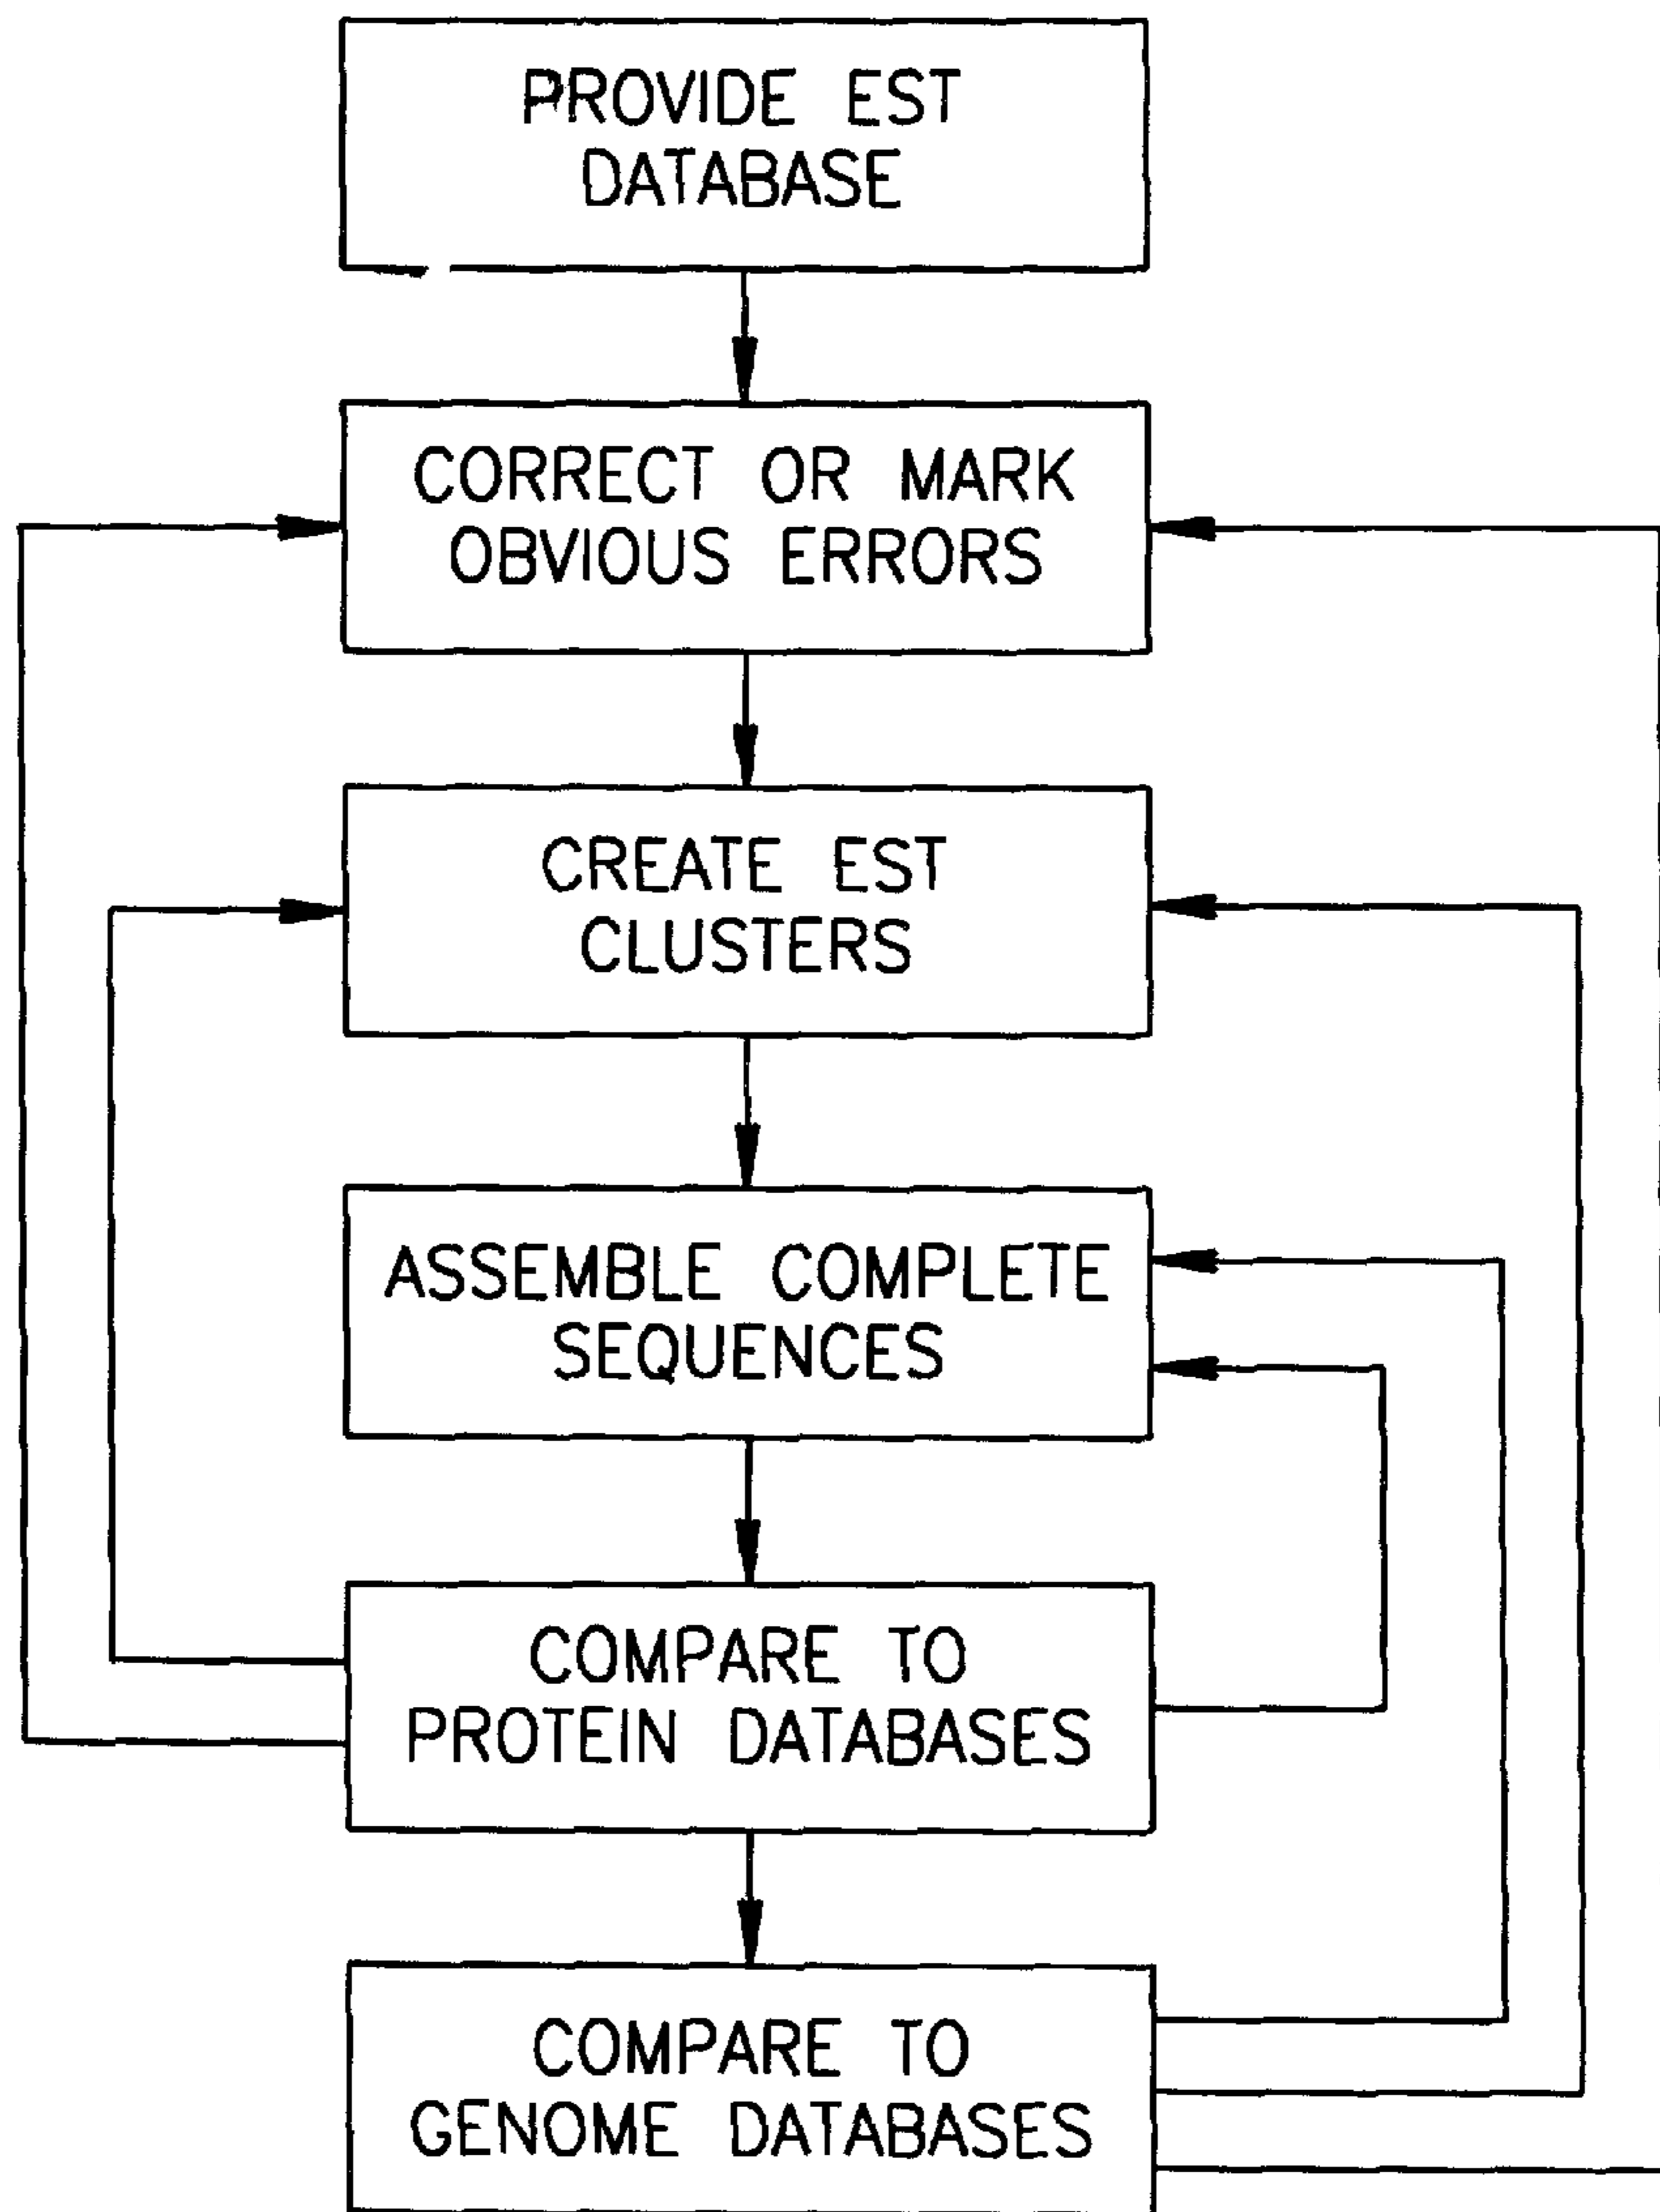 PROVIDE EST
DATABASE
CORRECT OR MARK
OBVIOUS ERRORS
CREATE EST
CLUSTERS
ASSEMBLE COMPLETE
SEQUENCES
COMPARE TO
PROTEIN DATABASES
COMPARE TO
GENOME DATABASES